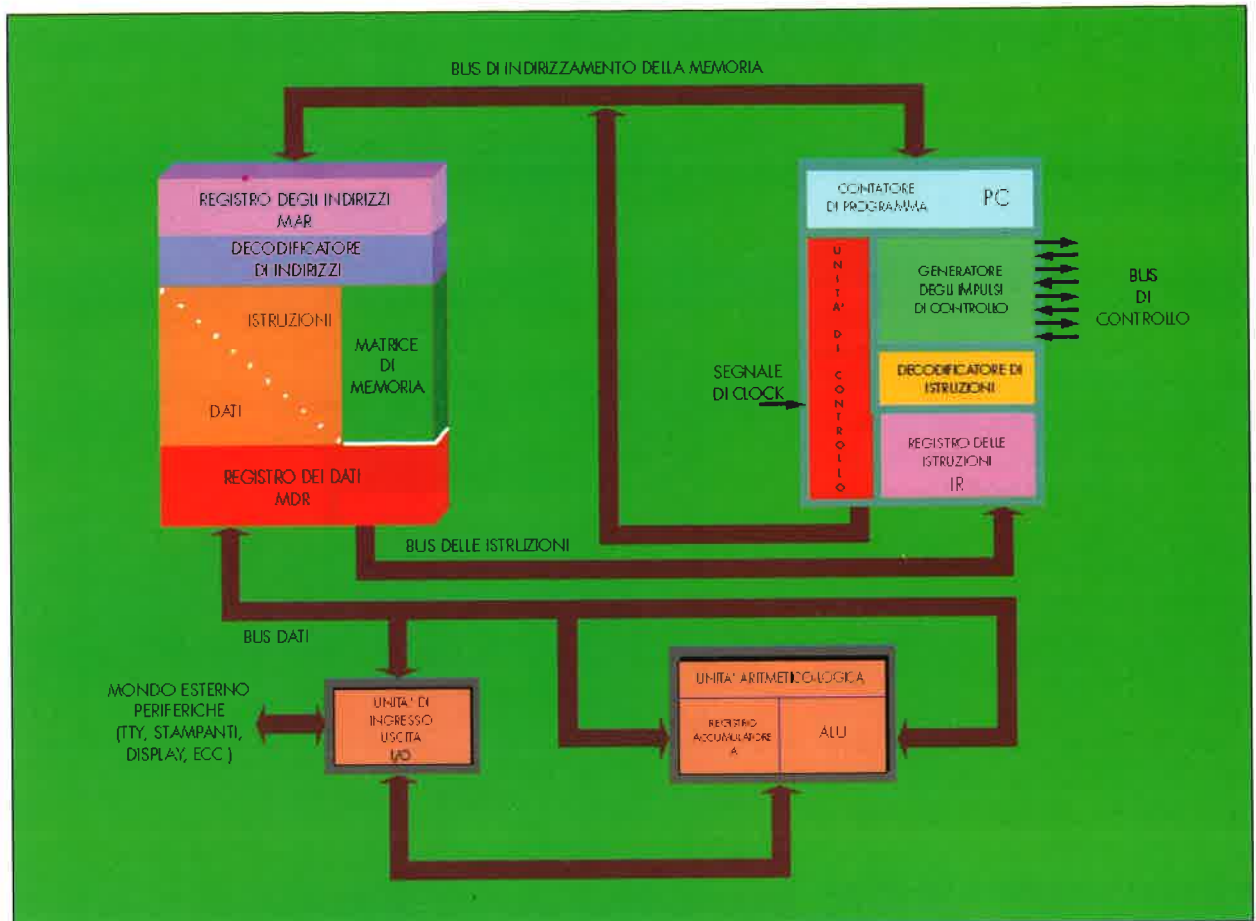 BUS DI INDIRIZZAMENTO DELLA MEMORIA
REGISTRO DEGLI INDIRIZZI
MAR
DECODIFICATORE
DI INDIRIZZI
ISTRUZIONI
DATI
MATRICE
DI
MEMORIA
REGISTRO DEI DATI
MDR
CONTATORE
DI PROGRAMMA
PC
UNITA' DI CONTROLLO
GENERATORE
DEGLI IMPULSI
DI CONTROLLO
BUS
DI
CONTROLLO
DECODIFICATORE DI
ISTRUZIONI
SEGNALE
DI CLOCK
REGISTRO DELLE
ISTRUZIONI
IR
BUS DELLE ISTRUZIONI
BUS DATI
MONDO ESTERNO
PERIFERICHE
(TTY, STAMPANTI,
DISPLAY, ECC )
UNITA' DI
INGRESSO
USCITA
I/O
UNITA' ARITMETICO-LOGICA
REGISTRO
ACCUMULATORE
A
ALU